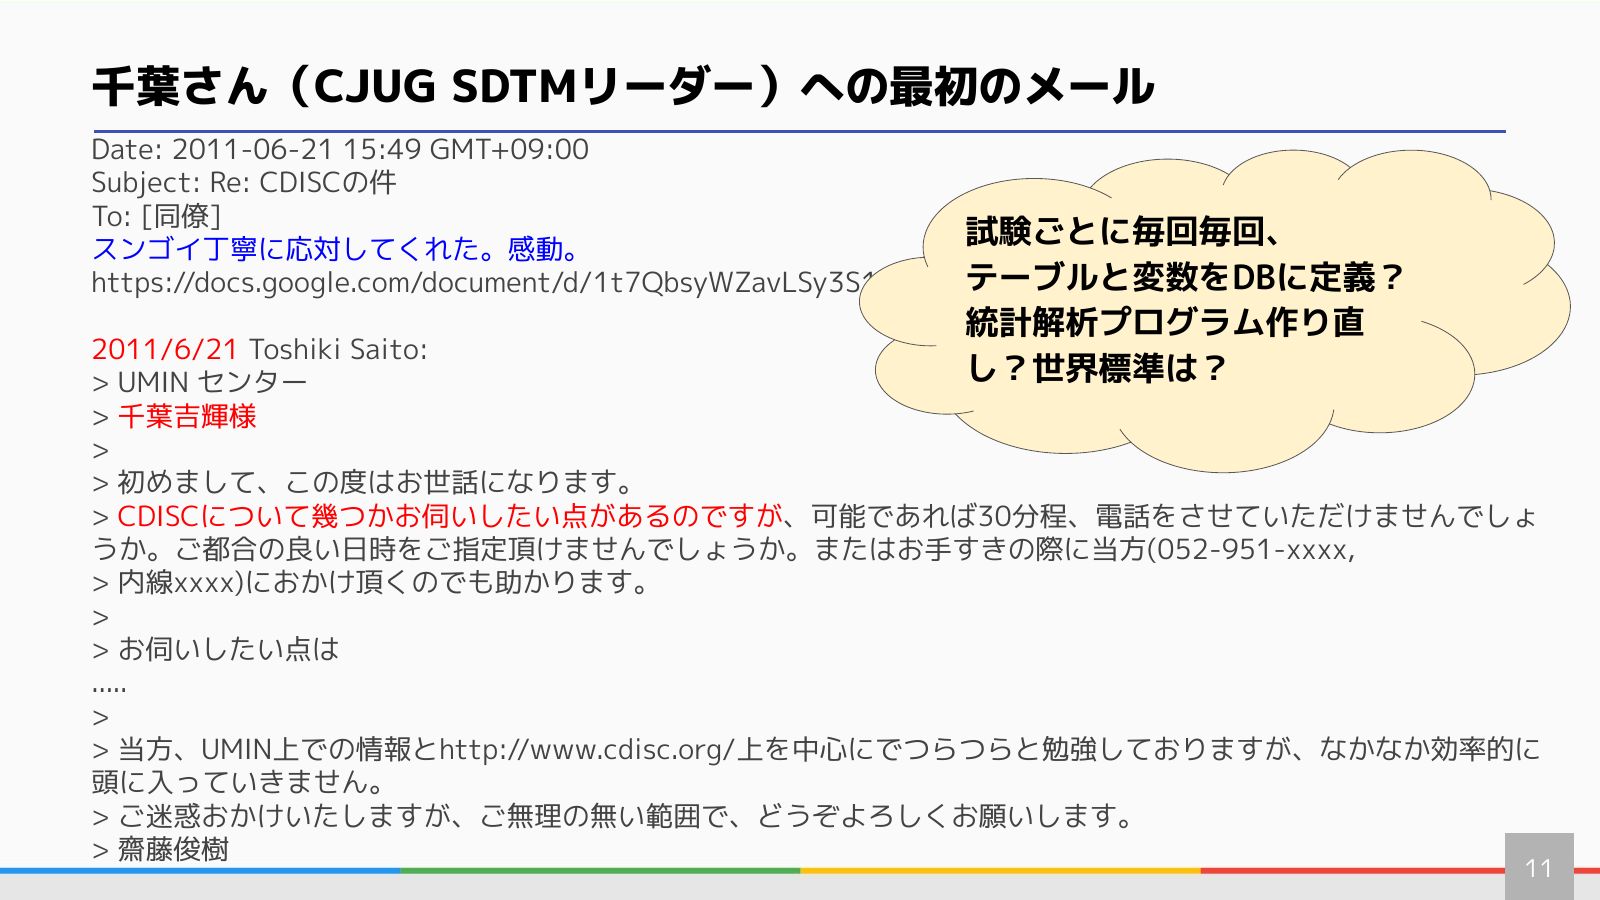 千葉さん（CJUG SDTMリーダー）への最初のメール
Date: 2011-06-21 15:49 GMT+09:00
Subject: Re: CDISCの件
To: [同僚]
スンゴイ丁寧に応対してくれた。感動。
https://docs.google.com/document/d/1t7QbsyWZavLSy3S1
試験ごとに毎回毎回、
テーブルと変数をDBに定義？
統計解析プログラム作り直
し？世界標準は？
2011/6/21 Toshiki Saito:
> UMIN センター
> 千葉吉輝様
>
> 初めまして、この度はお世話になります。
> CDISCについて幾つかお伺いしたい点があるのですが、可能であれば30分程、電話をさせていただけませんでしょ
うか。ご都合の良い日時をご指定頂けませんでしょうか。またはお手すきの際に当方(052-951-xxxx,
> 内線xxxx)におかけ頂くのでも助かります。
>
> お伺いしたい点は
.....
>
> 当方、UMIN上での情報とhttp://www.cdisc.org/上を中心にでつらつらと勉強しておりますが、なかなか効率的に
頭に入っていきません。
> ご迷惑おかけいたしますが、ご無理の無い範囲で、どうぞよろしくお願いします。
> 齋藤俊樹
11